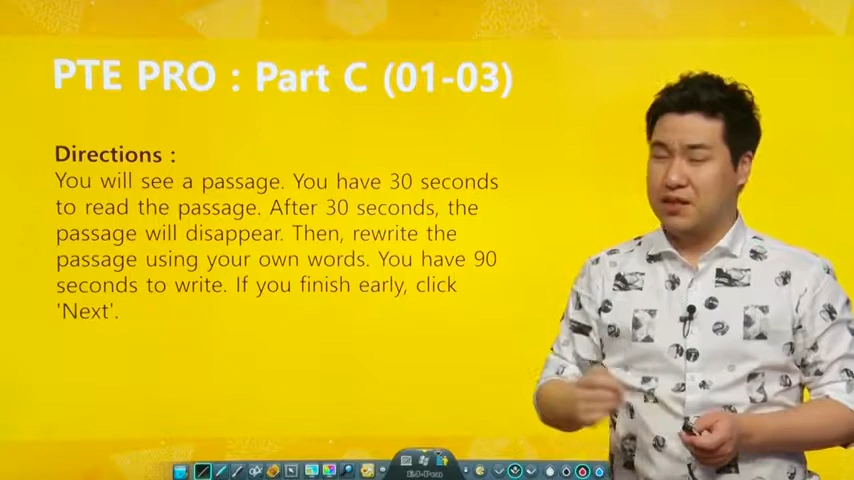 PTE PRO : Part C (01-03)
Directions :
You will see a passage. You have 30 seconds
to read the passage. After 30 seconds, the
passage will disappear. Then, rewrite the
passage using your own words. You have 90
seconds to write. If you finish early, click
'Next'.